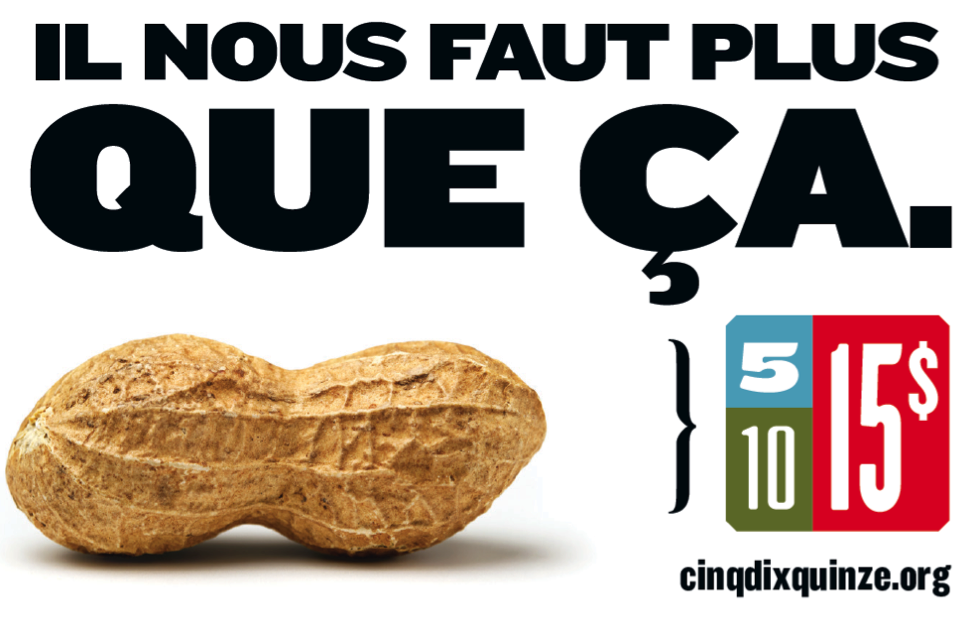 IL NOUS FAUT PLUS
QUE ÇA.
5
10
15$
cinqdixquinze.org